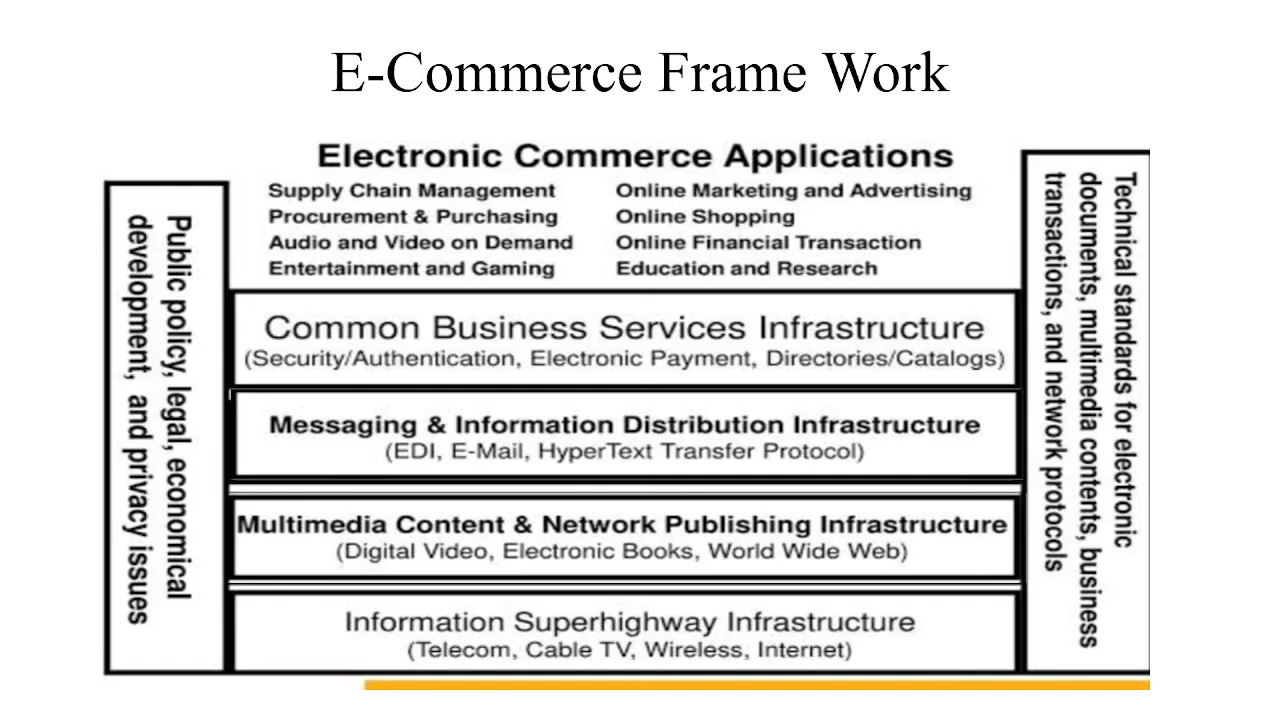 E-Commerce Frame Work
Electronic Commerce Applications
Supply Chain Management
Procurement & Purchasing
Audio and Video on Demand
Entertainment and Gaming
Online Marketing and Advertising
Online Shopping
Online Financial Transaction
Education and Research
Public policy, legal, economical
development, and privacy issues
Common Business Services Infrastructure
(Security/Authentication, Electronic Payment, Directories/Catalogs)
Messaging & Information Distribution Infrastructure
(EDI, E-Mail, HyperText Transfer Protocol)
Multimedia Content & Network Publishing Infrastructure
(Digital Video, Electronic Books, World Wide Web)
Information Superhighway Infrastructure
(Telecom, Cable TV, Wireless, Internet)
Technical standards for electronic
documents, multimedia contents, business
transactions, and network protocols